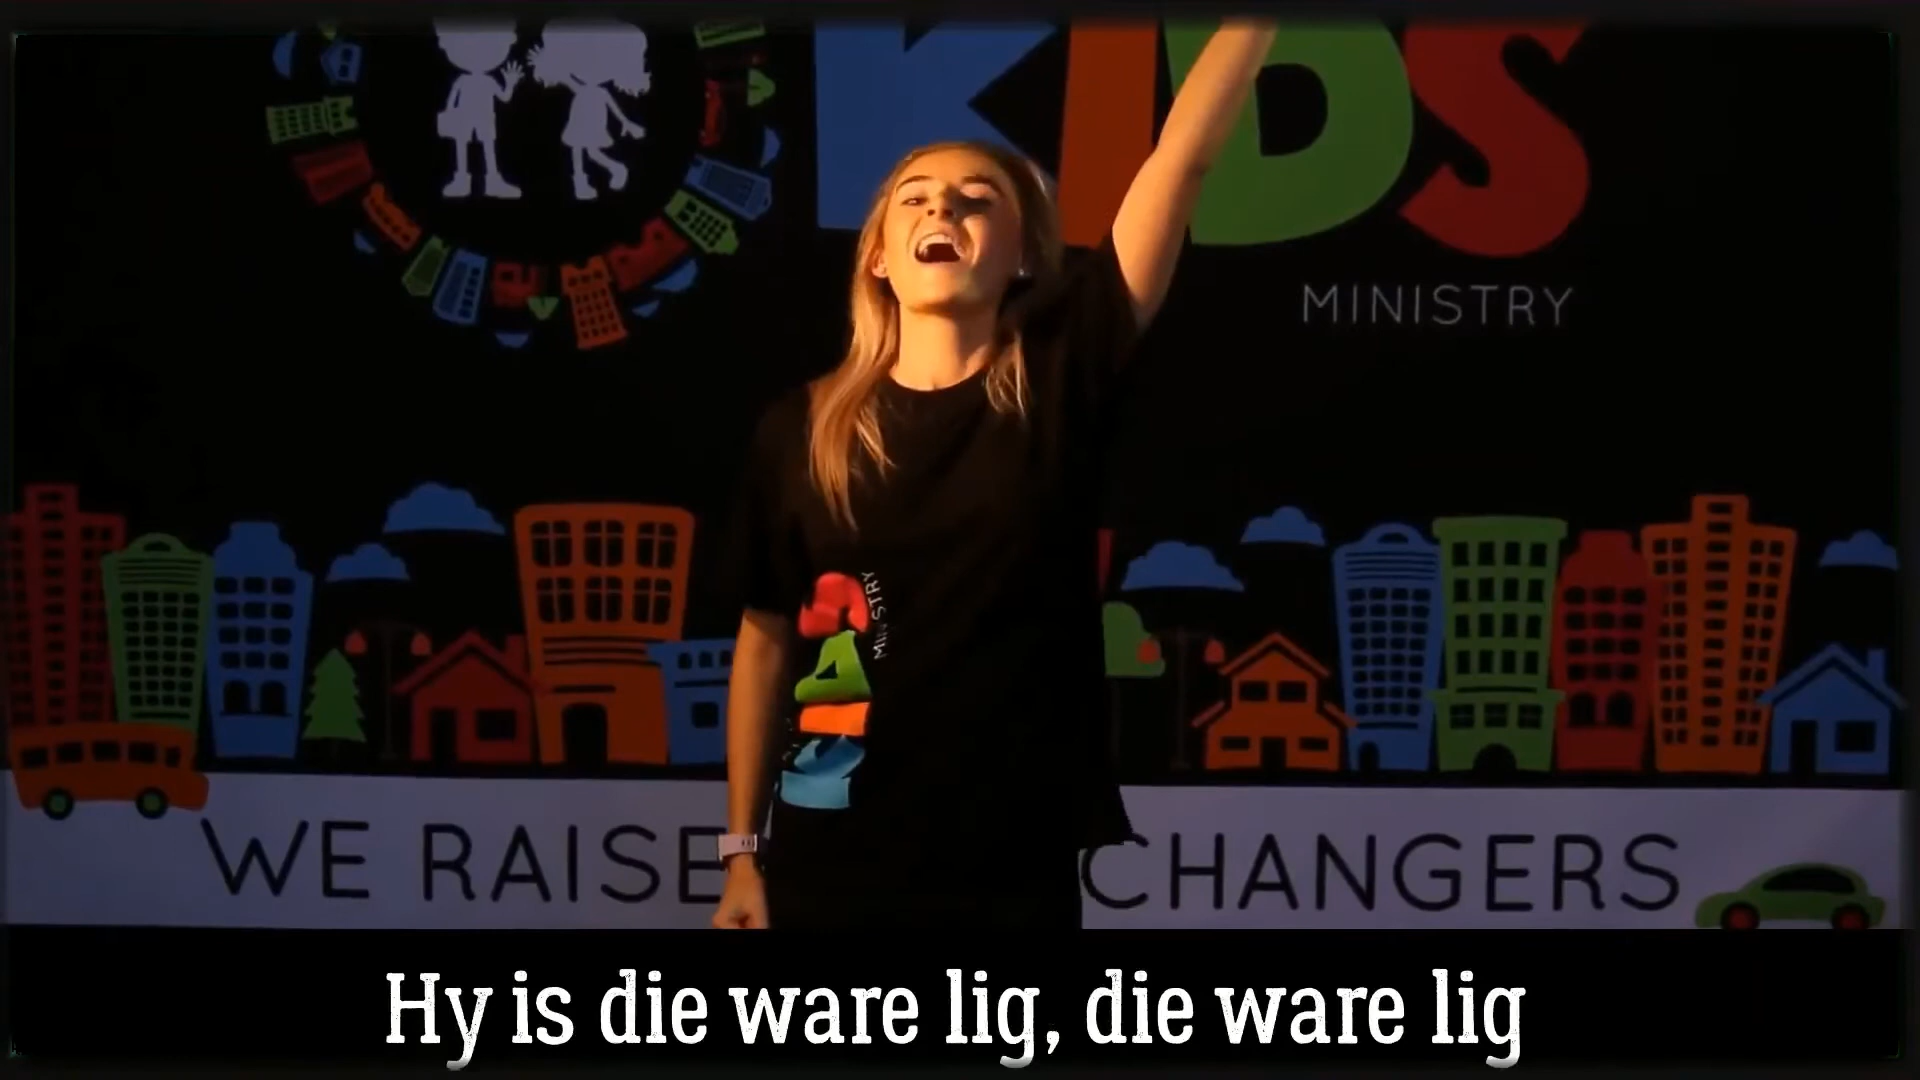 KIDS
MINISTRY
MINISTRY
WE RAISE CHANGERS
Hy is die ware lig, die ware lig